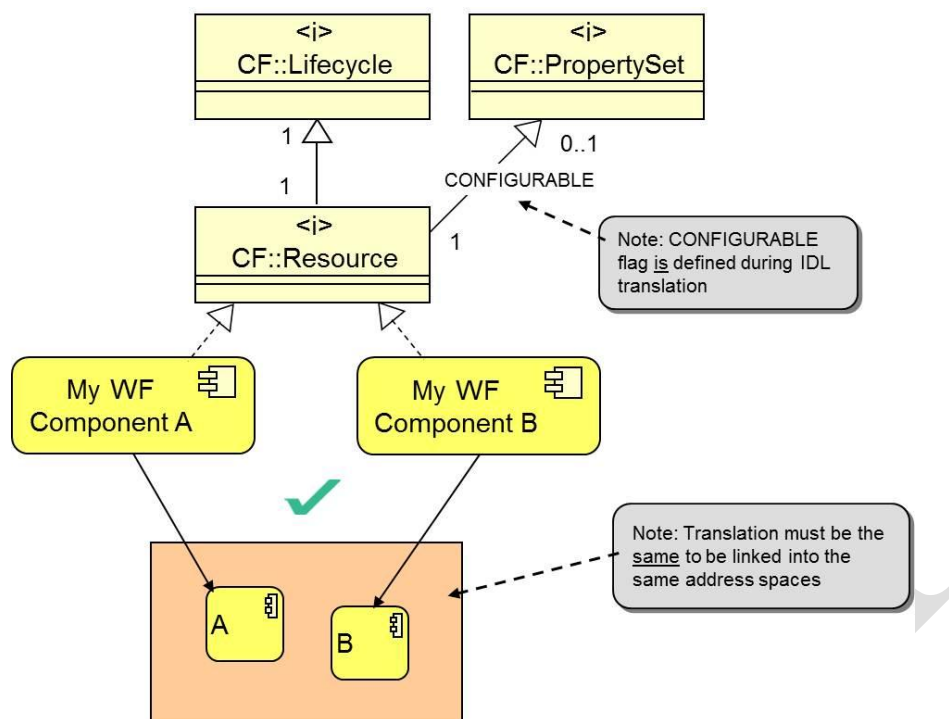 <i>
CF::Lifecycle
<i>
CF::PropertySet
1
0..1
1
CONFIGURABLE
1
<i>
CF::Resource
Note: CONFIGURABLE
flag is defined during IDL
translation
My WF
Component A
My WF
Component B
Note: Translation must be the
same to be linked into the
same address spaces
A
B